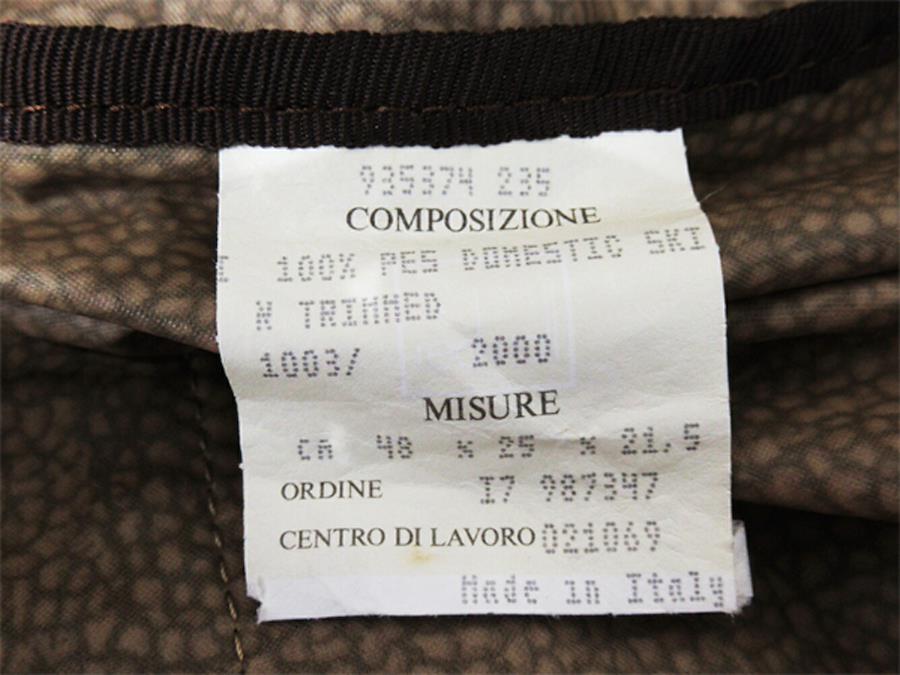 935374 235
COMPOSIZIONE
E 100% PES DOMESTIC SKI
N TRIMMED
1003/ 2000
MISURE
CM 48 X 25 X 21,5
ORDINE I7 987347
CENTRO DI LAVORO 021069
Made in Italy